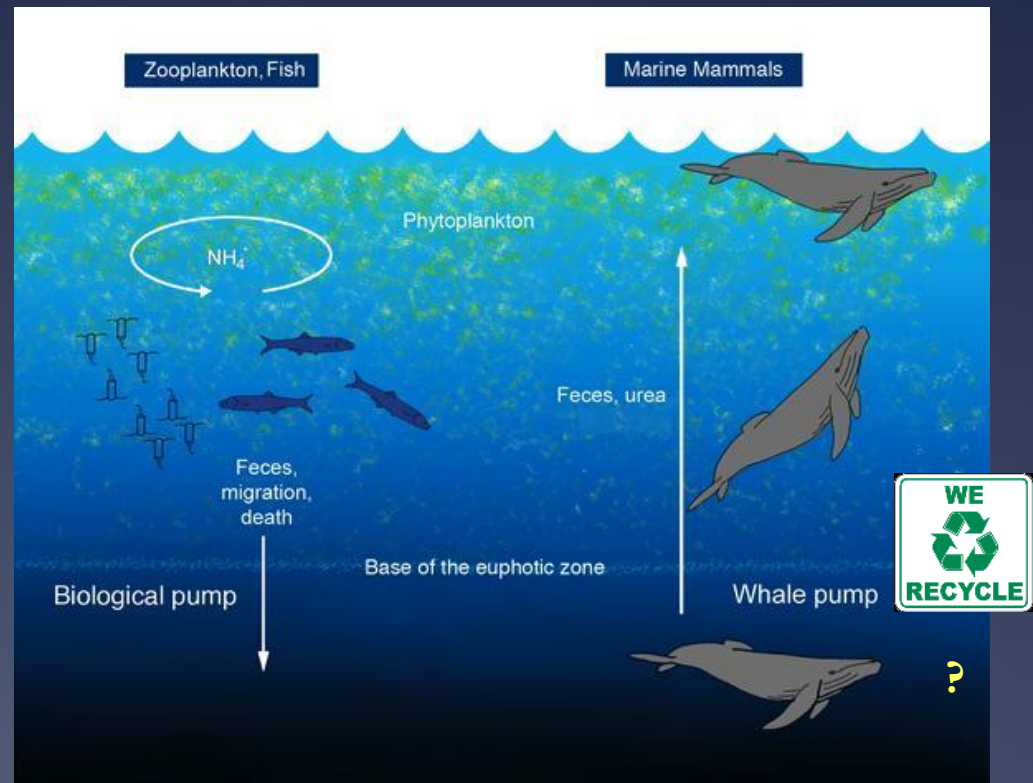 Zooplankton, Fish
Marine Mammals
Phytoplankton
NH₄⁺
Feces, urea
Feces,
migration,
death
WE
RECYCLE
Base of the euphotic zone
Biological pump
Whale pump
?